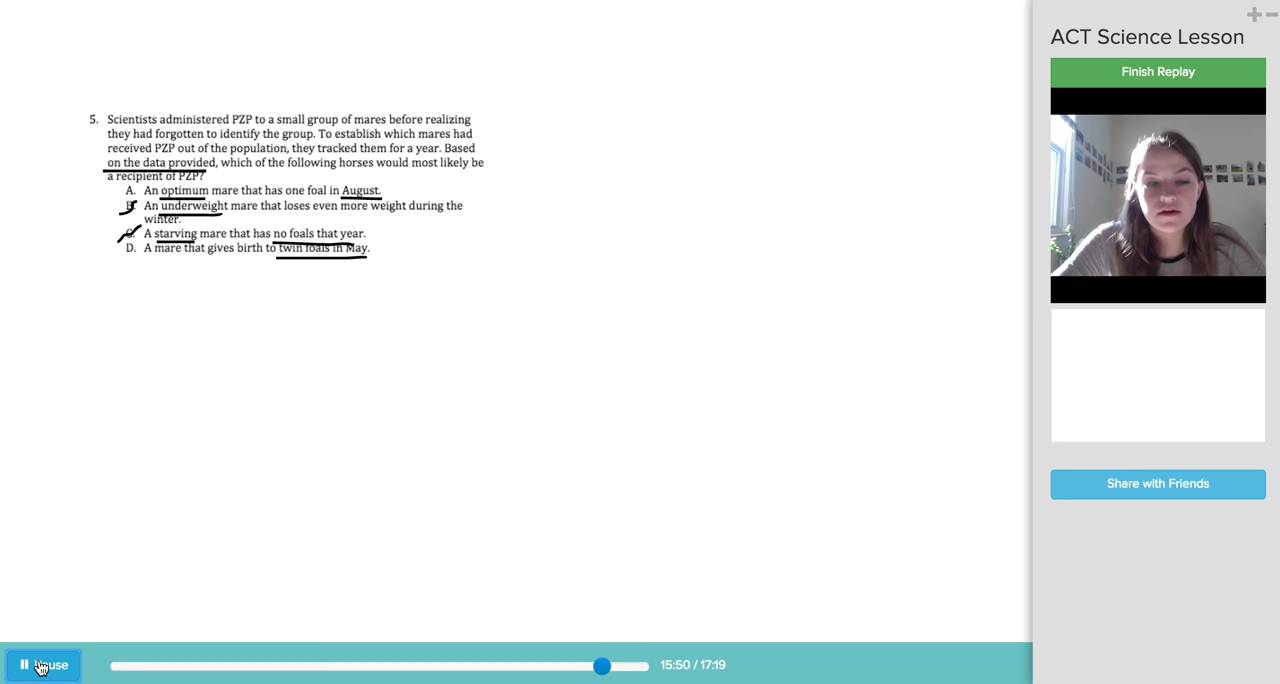 ACT Science Lesson
Finish Replay
5. Scientists administered PZP to a small group of mares before realizing
they had forgotten to identify the group. To establish which mares had
received PZP out of the population, they tracked them for a year. Based
on the data provided, which of the following horses would most likely be
a recipient of PZP?
A. An optimum mare that has one foal in August.
B. An underweight mare that loses even more weight during the
winter.
C. A starving mare that has no foals that year.
D. A mare that gives birth to twin foals in May.
Share with Friends
Pause
15:50 / 17:19